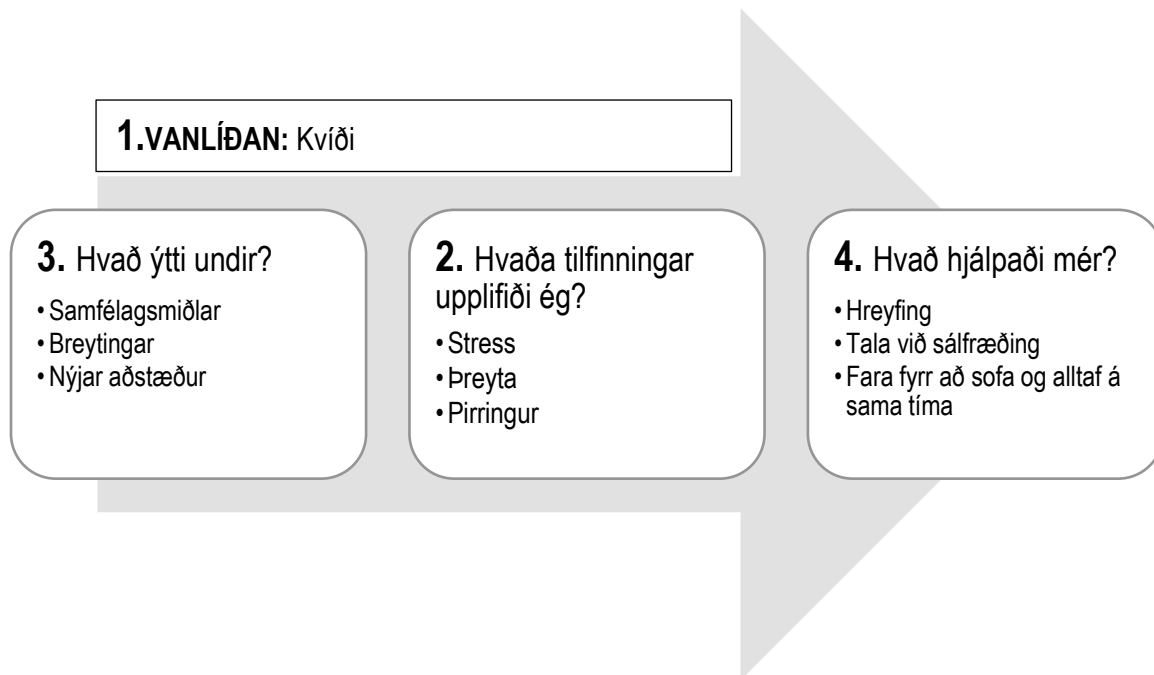 1.VANLÍÐAN: Kvíði
3. Hvað ýtti undir?
• Samfélagsmiðlar
• Breytingar
• Nýjar aðstæður
2. Hvaða tilfinningar
upplifiði ég?
• Stress
• Þreyta
• Pirringur
4. Hvað hjálpaði mér?
• Hreyfing
• Tala við sálfræðing
• Fara fyrr að sofa og alltaf á
sama tíma